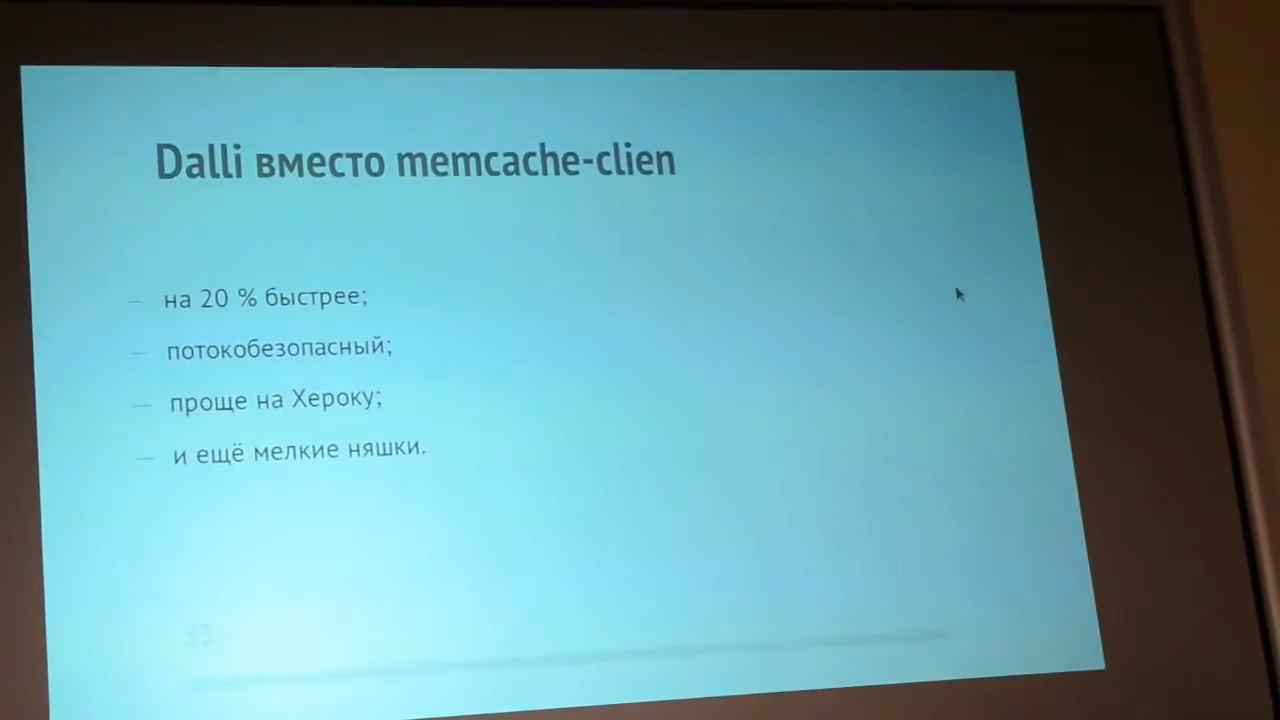 Dalli вместо memcache-clien
– на 20 % быстрее;
– потокобезопасный;
– проще на Хероку;
– и ещё мелкие няшки.